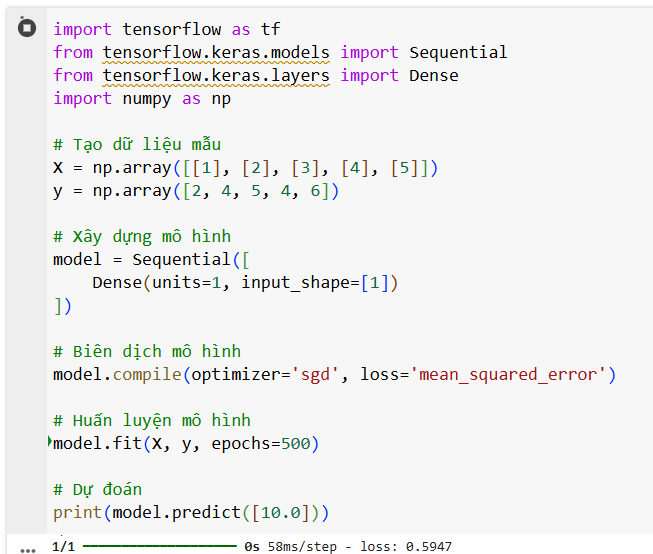 import tensorflow as tf
from tensorflow.keras.models import Sequential
from tensorflow.keras.layers import Dense
import numpy as np

# Tạo dữ liệu mẫu
X = np.array([[1], [2], [3], [4], [5]])
y = np.array([2, 4, 5, 4, 6])

# Xây dựng mô hình
model = Sequential([
    Dense(units=1, input_shape=[1])
])

# Biên dịch mô hình
model.compile(optimizer='sgd', loss='mean_squared_error')

# Huấn luyện mô hình
model.fit(X, y, epochs=500)

# Dự đoán
print(model.predict([10.0]))
1/1 ━━━━━━━━━━━━━━━━━━━━ 0s 58ms/step - loss: 0.5947